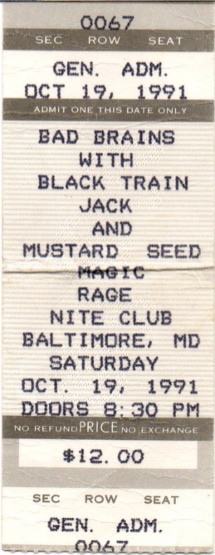 0067
SEC ROW SEAT
GEN. ADM.
OCT 19, 1991
ADMIT ONE THIS DATE ONLY
BAD BRAINS
WITH
BLACK TRAIN
JACK
AND
MUSTARD SEED
MAGIC
RAGE
NITE CLUB
BALTIMORE, MD
SATURDAY
OCT. 19, 1991
DOORS 8:30 PM
NO REFUND PRICE NO EXCHANGE
$12.00
SEC ROW SEAT
GEN. ADM.
0067